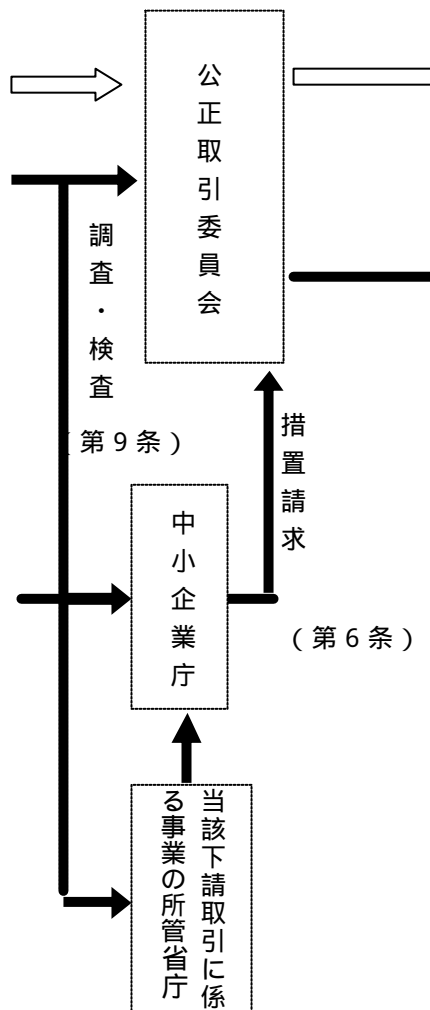 公正取引委員会
調査・検査
（第９条）
措置請求
（第６条）
中小企業庁
当該下請取引に係
る事業の所管省庁